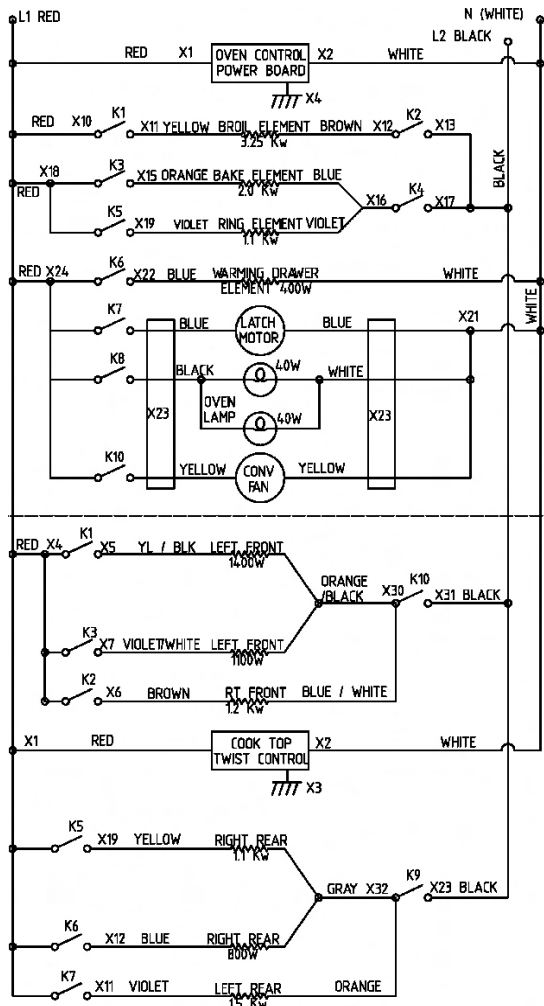 L1 RED
N (WHITE)
L2 BLACK
RED X1 OVEN CONTROL POWER BOARD X2 WHITE
X4
RED X10 K1 X11 YELLOW BROIL ELEMENT BROWN X12 K2 X13
3.25 Kw
BLACK
RED X18 K3 X15 ORANGE BAKE ELEMENT BLUE
2.0 Kw
X16 K4 X17
K5 X19 VIOLET RING ELEMENT VIOLET
1.1 Kw
RED X24 K6 X22 BLUE WARMING DRAWER WHITE
ELEMENT 400W
WHITE
K7 BLUE LATCH MOTOR BLUE X21
K8 BLACK Ω 40W WHITE
X23 OVEN LAMP Ω 40W X23
K10 YELLOW CONV FAN YELLOW
RED X4 K1 X5 YL / BLK LEFT FRONT
1400W
ORANGE /BLACK X30 K10 X31 BLACK
K3 X7 VIOLET/WHITE LEFT FRONT
1100W
K2 X6 BROWN RT FRONT BLUE / WHITE
1.2 Kw
X1 RED COOK TOP TWIST CONTROL X2 WHITE
X3
K5 X19 YELLOW RIGHT REAR
1.1 Kw
GRAY X32 K9 X23 BLACK
K6 X12 BLUE RIGHT REAR
800W
K7 X11 VIOLET LEFT REAR ORANGE